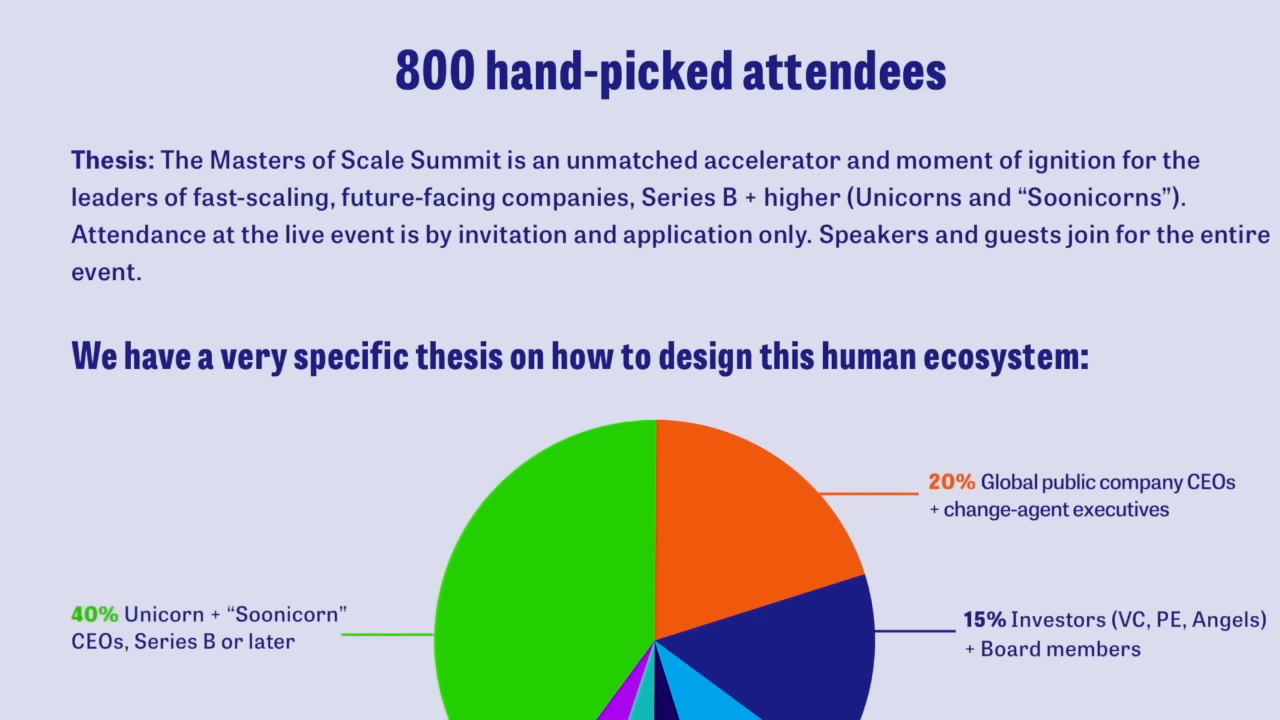 800 hand-picked attendees
Thesis: The Masters of Scale Summit is an unmatched accelerator and moment of ignition for the
leaders of fast-scaling, future-facing companies, Series B + higher (Unicorns and “Soonicorns”).
Attendance at the live event is by invitation and application only. Speakers and guests join for the entire
event.
We have a very specific thesis on how to design this human ecosystem:
20% Global public company CEOs
+ change-agent executives
40% Unicorn + “Soonicorn”
CEOs, Series B or later
15% Investors (VC, PE, Angels)
+ Board members